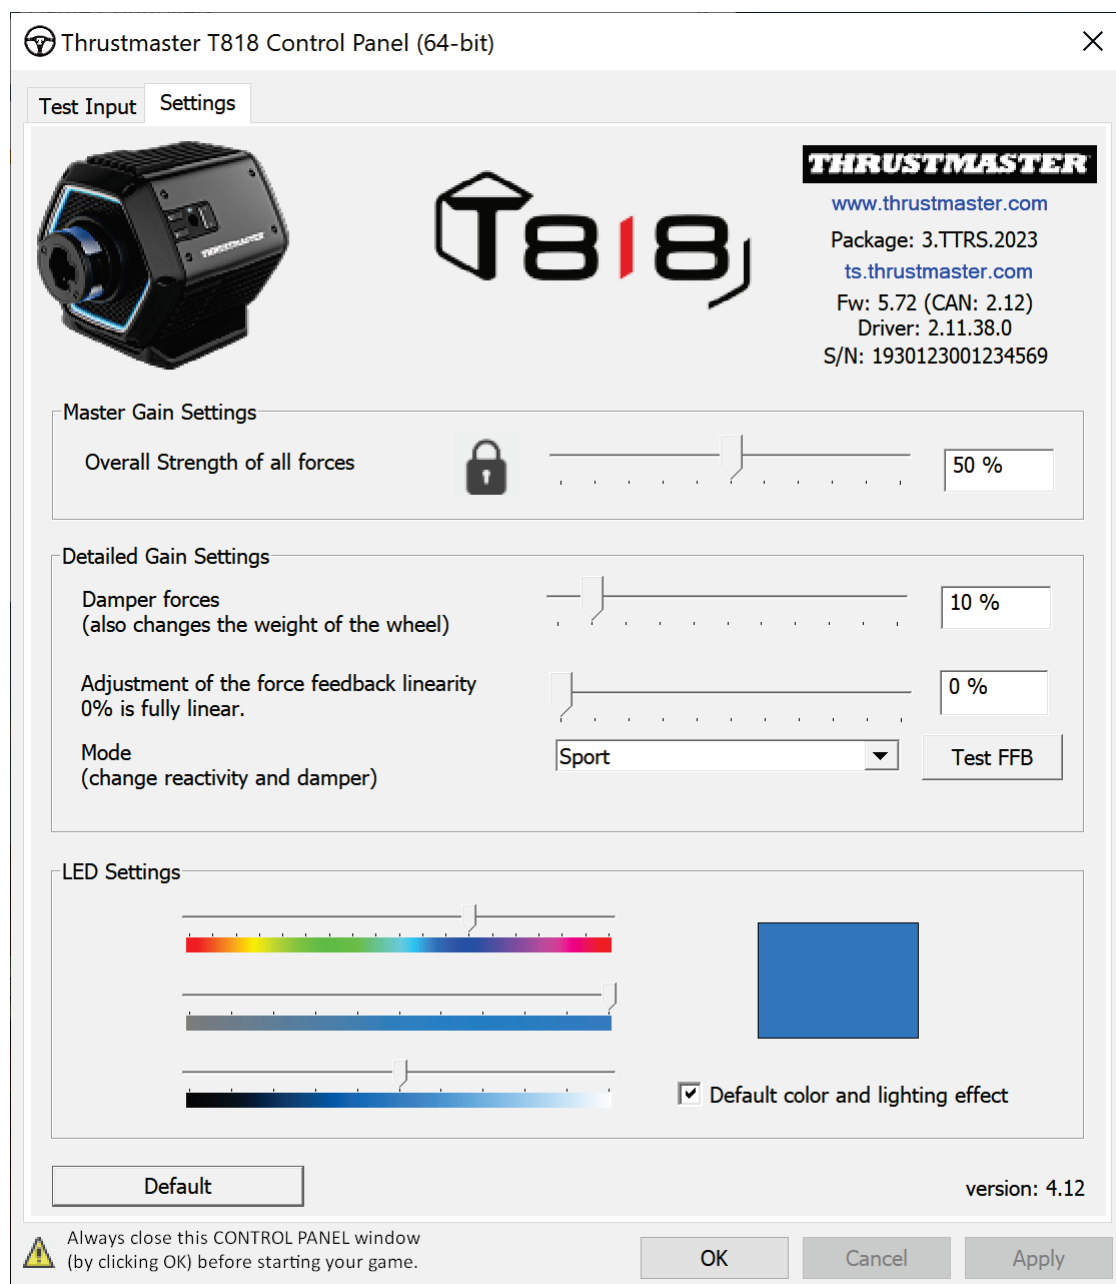 Thrustmaster T818 Control Panel (64-bit)
Test Input
Settings
THRUSTMASTER
T818
THRUSTMASTER
www.thrustmaster.com
Package: 3.TTRS.2023
ts.thrustmaster.com
Fw: 5.72 (CAN: 2.12)
Driver: 2.11.38.0
S/N: 1930123001234569
Master Gain Settings
Overall Strength of all forces
50 %
Detailed Gain Settings
Damper forces
(also changes the weight of the wheel)
10 %
Adjustment of the force feedback linearity
0% is fully linear.
0 %
Mode
(change reactivity and damper)
Sport
Test FFB
LED Settings
Default color and lighting effect
Default
version: 4.12
Always close this CONTROL PANEL window
(by clicking OK) before starting your game.
OK
Cancel
Apply